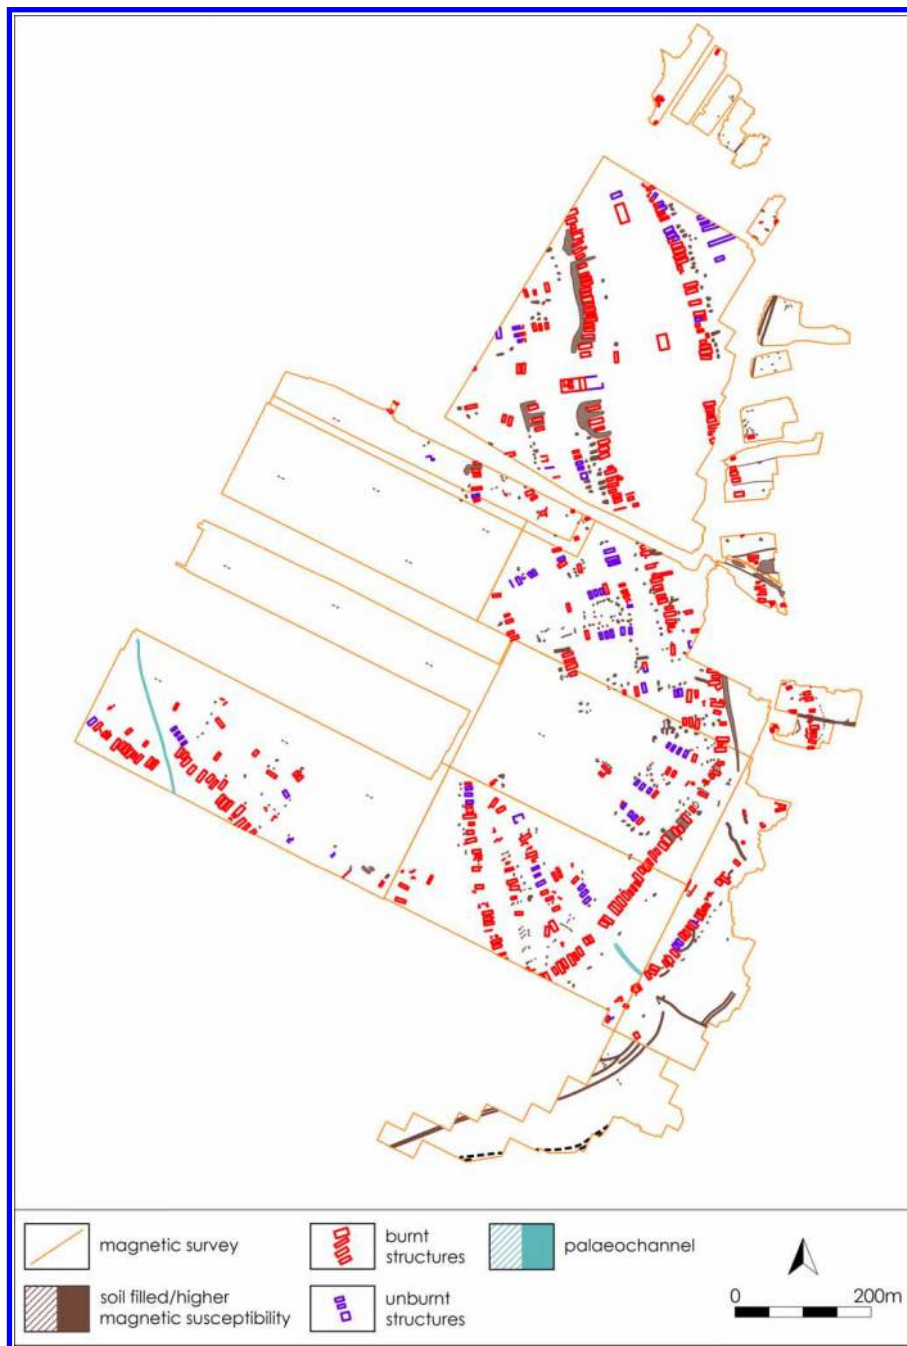 magnetic survey
soil filled/higher
magnetic susceptibility
burnt
structures
unburnt
structures
palaeochannel
0 200m